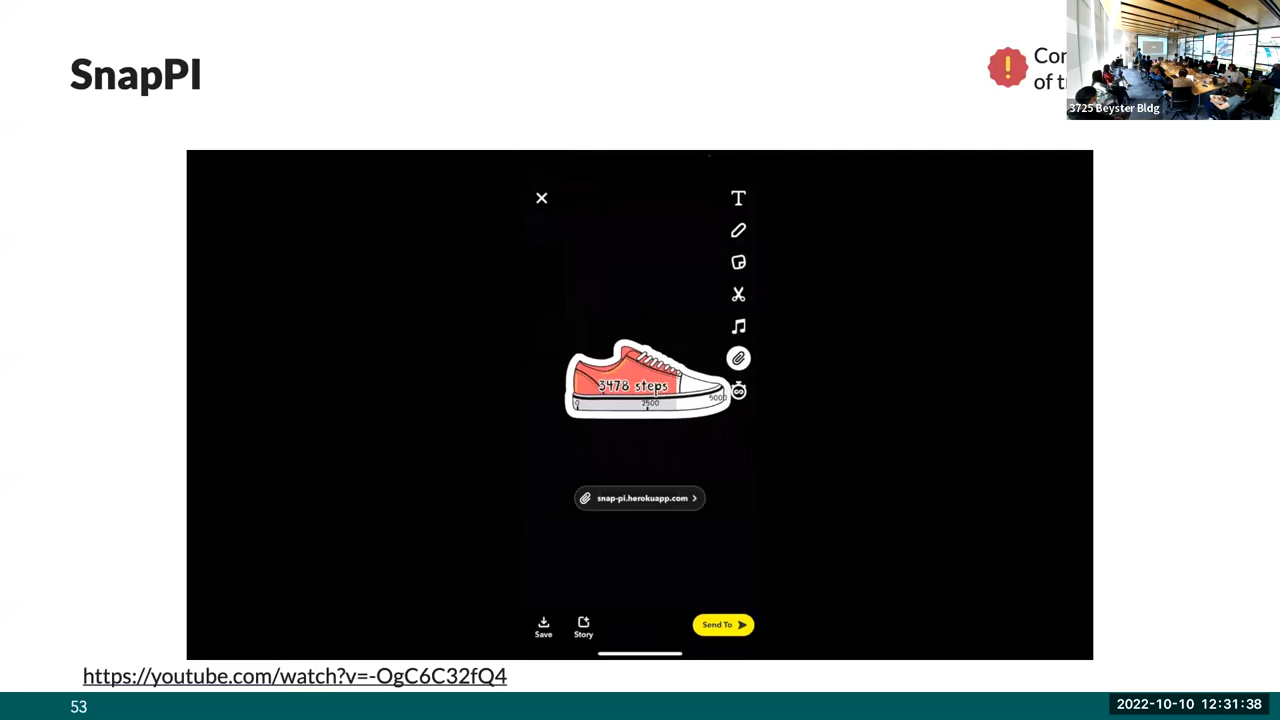 SnapPI
of
3725 Beyster Bldg
T
3478 steps
0
2500
5000
snap-pi.herokuapp.com
Save
Story
Send To
https://youtube.com/watch?v=-OgC6C32fQ4
53
2022-10-10 12:31:38